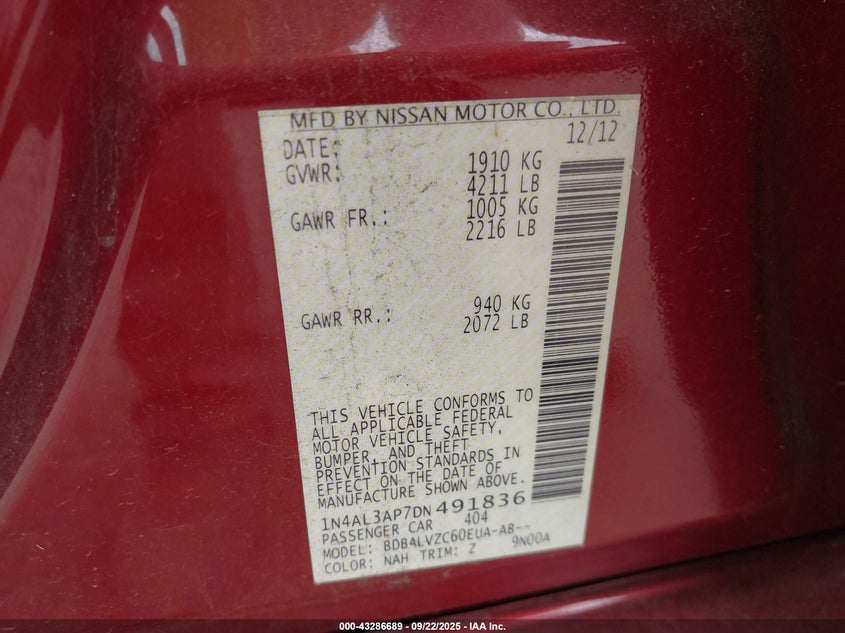 MFD BY NISSAN MOTOR CO., LTD.
DATE: 12/12
GVWR: 1910 KG
4211 LB
GAWR FR.: 1005 KG
2216 LB
GAWR RR.: 940 KG
2072 LB
THIS VEHICLE CONFORMS TO
ALL APPLICABLE FEDERAL
MOTOR VEHICLE SAFETY,
BUMPER, AND THEFT
PREVENTION STANDARDS IN
EFFECT ON THE DATE OF
MANUFACTURE SHOWN ABOVE.
1N4AL3AP7DN491836
PASSENGER CAR 404
MODEL: BDBALVZC60EUA-AB--
COLOR: NAH TRIM: Z 9N00A
000-43286689 - 09/22/2025 - IAA Inc.